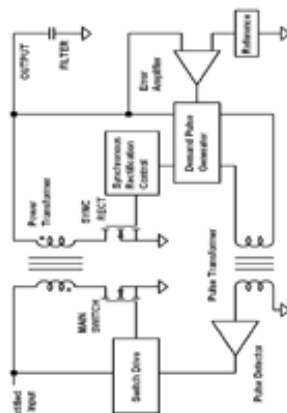 OUTPUT
FILTER
Reference
Error
Amplifier
Demand Pulse
Generator
Synchronous
Rectification
Control
Power
Transformer
SYNC
RECT
MAIN
SWITCH
Pulse Transformer
Switch Drive
Pulse Detector
ctified
Input